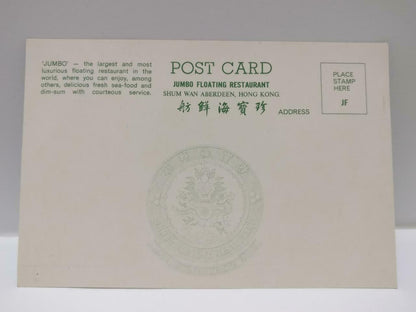 'JUMBO' — the largest and most
luxurious floating restaurant in the
world, where you can enjoy, among
others, delicious fresh sea-food and
dim-sum with courteous service.
POST CARD
JUMBO FLOATING RESTAURANT
SHUM WAN ABERDEEN, HONG KONG.
舫鮮海寶珍
ADDRESS
PLACE
STAMP
HERE
JF